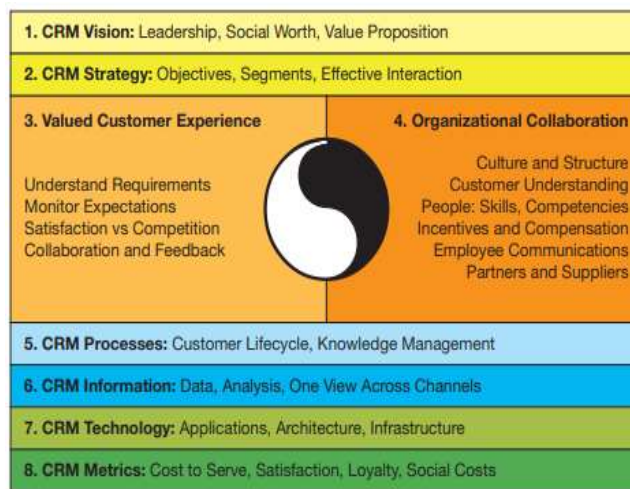 1. CRM Vision: Leadership, Social Worth, Value Proposition
2. CRM Strategy: Objectives, Segments, Effective Interaction
3. Valued Customer Experience
Understand Requirements
Monitor Expectations
Satisfaction vs Competition
Collaboration and Feedback
4. Organizational Collaboration
Culture and Structure
Customer Understanding
People: Skills, Competencies
Incentives and Compensation
Employee Communications
Partners and Suppliers
5. CRM Processes: Customer Lifecycle, Knowledge Management
6. CRM Information: Data, Analysis, One View Across Channels
7. CRM Technology: Applications, Architecture, Infrastructure
8. CRM Metrics: Cost to Serve, Satisfaction, Loyalty, Social Costs